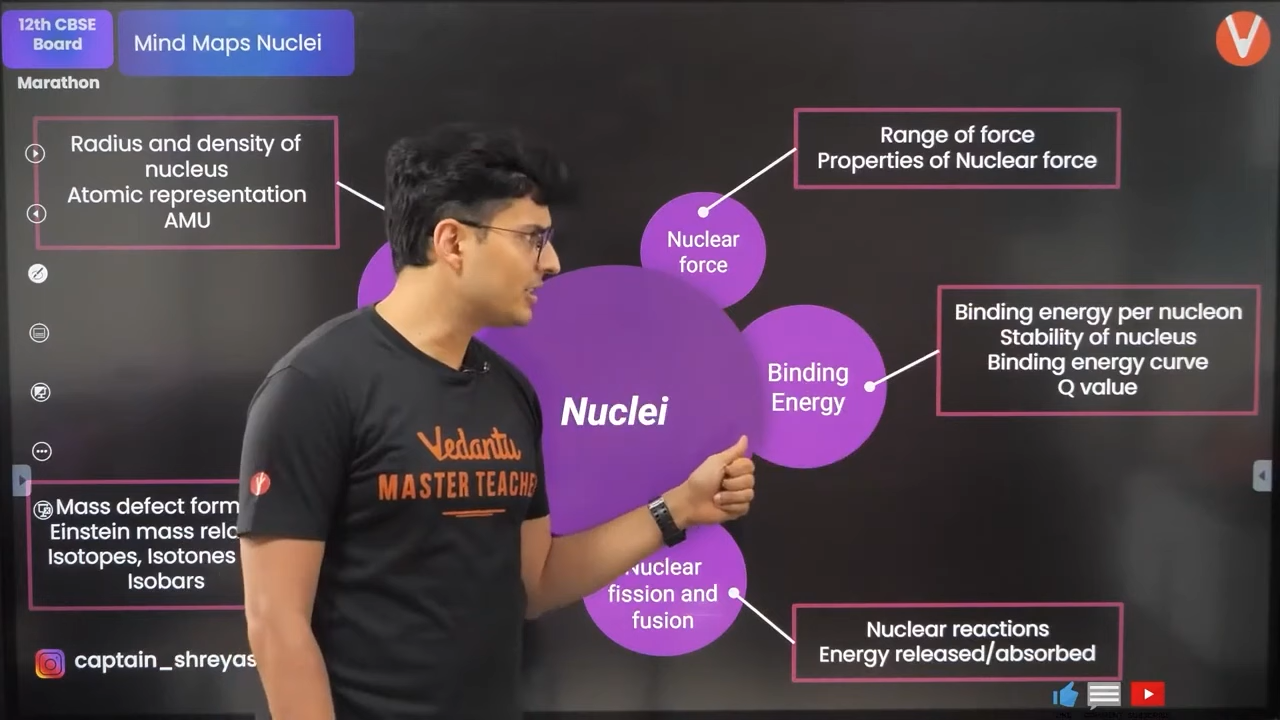 12th CBSE
Board
Marathon
Mind Maps Nuclei
Radius and density of
nucleus
Atomic representation
AMU
Range of force
Properties of Nuclear force
Nuclear
force
Binding energy per nucleon
Stability of nucleus
Binding energy curve
Q value
Binding
Energy
Nuclei
Vedantu
MASTER TEACHE
Mass defect form
Einstein mass rela
Isotopes, Isotones
Isobars
Nuclear
fission and
fusion
Nuclear reactions
Energy released/absorbed
captain_shreyas